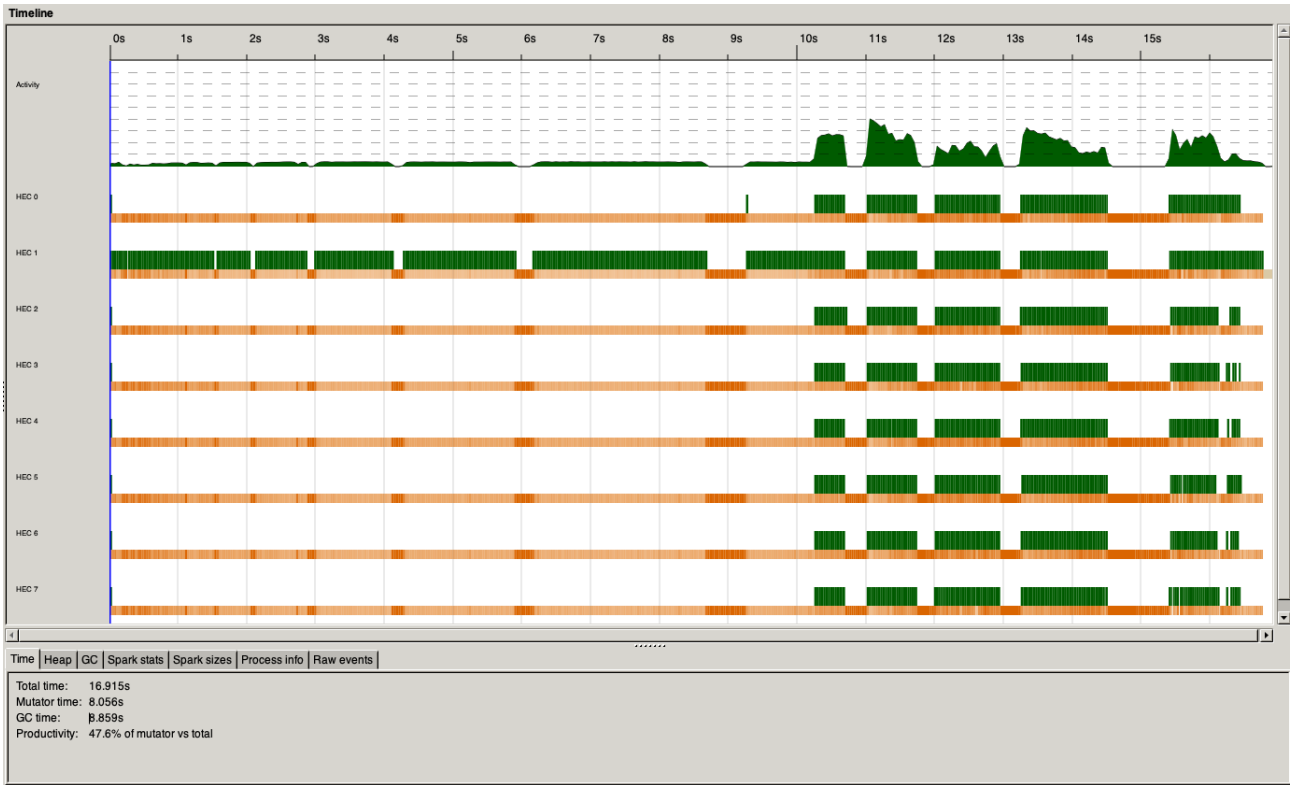 Timeline
0s 1s 2s 3s 4s 5s 6s 7s 8s 9s 10s 11s 12s 13s 14s 15s
Activity
HEC 0
HEC 1
HEC 2
HEC 3
HEC 4
HEC 5
HEC 6
HEC 7
Time Heap GC Spark stats Spark sizes Process info Raw events
Total time: 16.915s
Mutator time: 8.056s
GC time: 8.859s
Productivity: 47.6% of mutator vs total